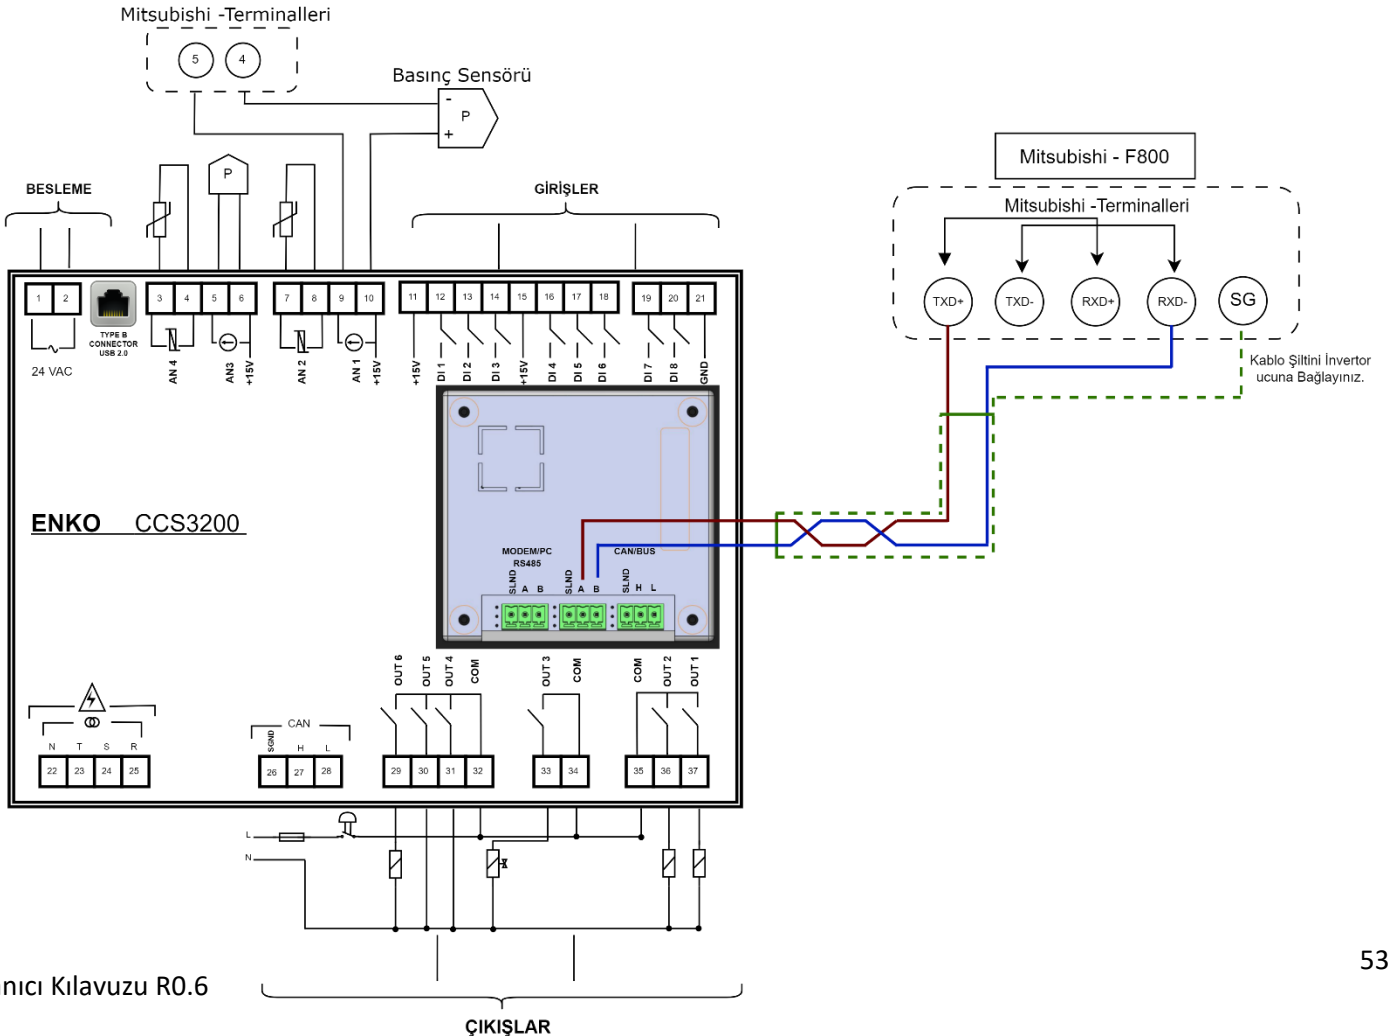 Mitsubishi -Terminalleri
5 4
Basınç Sensörü
-
P
+
Mitsubishi - F800
BESLEME
P
GİRİŞLER
Mitsubishi -Terminalleri
TXD+ TXD- RXD+ RXD- SG
1 2
3 4 5 6
7 8 9 10
11 12 13 14 15 16 17 18
19 20 21
TYPE B
CONNECTOR
USB 2.0
24 VAC
AN 4
AN3
+15V
AN 2
AN 1
+15V
+15V
DI 1
DI 2
DI 3
+15V
DI 4
DI 5
DI 6
DI 7
DI 8
GND
Kablo Şiltini İnvertor
ucuna Bağlayınız.
ENKO CCS3200
MODEM/PC
RS485
CAN/BUS
SLND A B
SLND A B
SLND H L
OUT 6
OUT 5
OUT 4
COM
OUT 3
COM
COM
OUT 2
OUT 1
N T S R
22 23 24 25
CAN
SGND H L
26 27 28
29 30 31 32
33 34
35 36 37
L
N
53
nıcı Kılavuzu R0.6
ÇIKIŞLAR